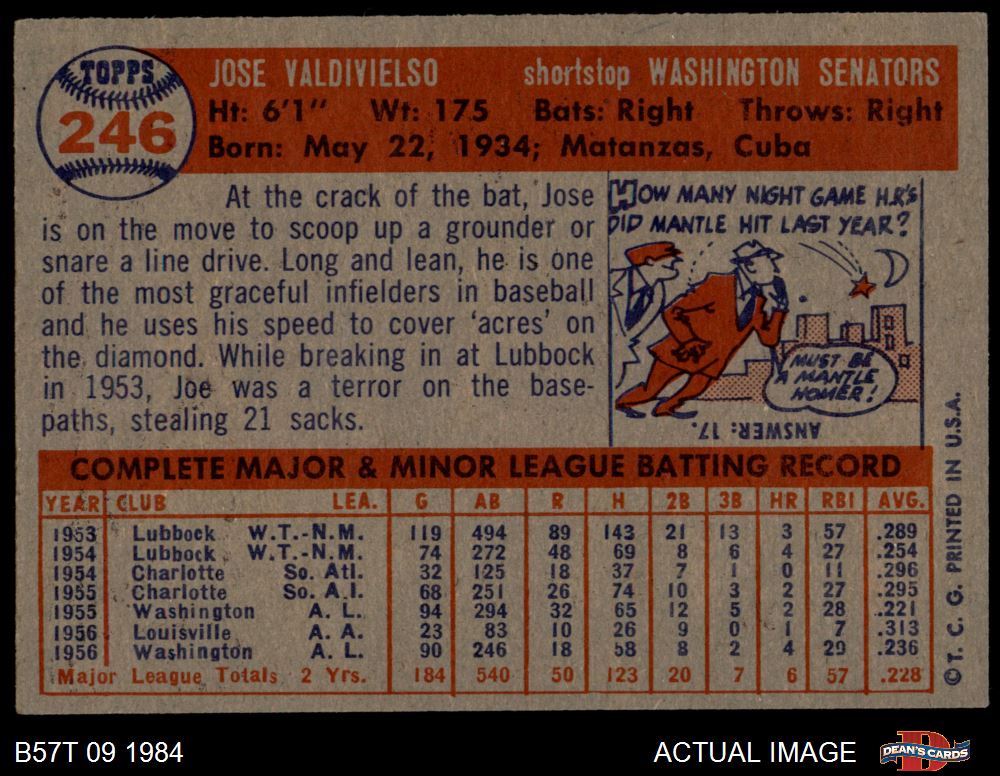 TOPPS
246
JOSE VALDIVIELSO shortstop WASHINGTON SENATORS
Ht: 6'1" Wt: 175 Bats: Right Throws: Right
Born: May 22, 1934; Matanzas, Cuba
At the crack of the bat, Jose
is on the move to scoop up a grounder or
snare a line drive. Long and lean, he is one
of the most graceful infielders in baseball
and he uses his speed to cover 'acres' on
the diamond. While breaking in at Lubbock
in 1953, Joe was a terror on the base-
paths, stealing 21 sacks.
HOW MANY NIGHT GAME H.R'S
DID MANTLE HIT LAST YEAR?
MUST BE
A MANTLE
HOMER!
ANSWER: 17.
COMPLETE MAJOR & MINOR LEAGUE BATTING RECORD
YEAR CLUB LEA. G AB R H 2B 3B HR RBI AVG.
1953 Lubbock W.T.-N.M. 119 494 89 143 21 13 3 57 .289
1954 Lubbock W.T.-N.M. 74 272 48 69 8 6 4 27 .254
1954 Charlotte So. Atl. 32 125 18 37 7 1 0 11 .296
1955 Charlotte So. A.l. 68 251 26 74 10 3 2 27 .295
1955 Washington A. L. 94 294 32 65 12 5 2 28 .221
1956 Louisville A. A. 23 83 10 26 9 0 1 7 .313
1956 Washington A. L. 90 246 18 58 8 2 4 29 .236
Major League Totals 2 Yrs. 184 540 50 123 20 7 6 57 .228
© T. C. G. PRINTED IN U.S.A.
B57T 09 1984
ACTUAL IMAGE
D
DEAN'S CARDS